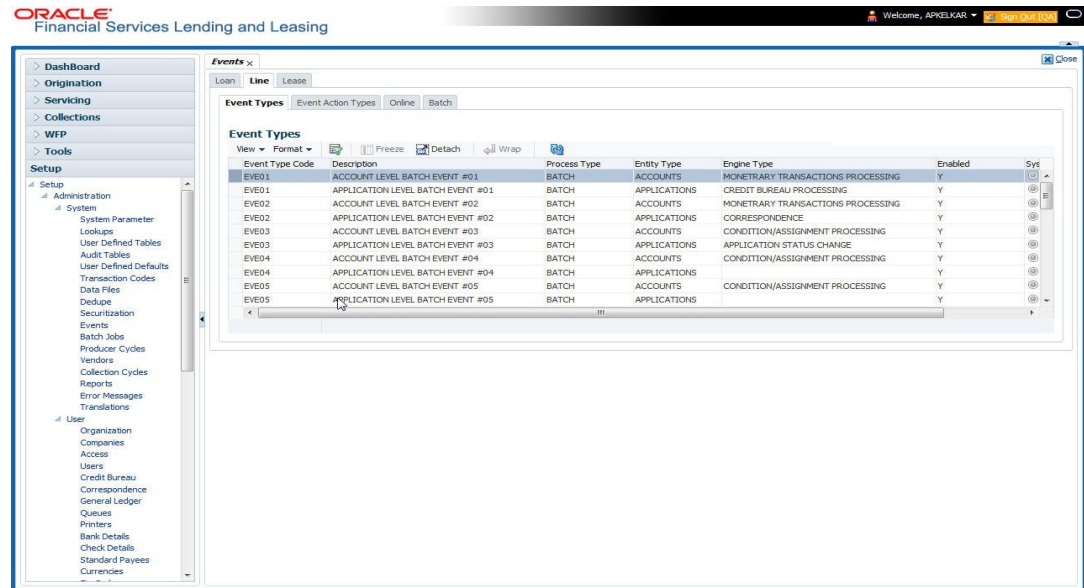 ORACLE
Financial Services Lending and Leasing
Welcome, APKELKAR
Sign Out [QA]
DashBoard
Origination
Servicing
Collections
WFP
Tools
Setup
Setup
Administration
System
System Parameter
Lookups
User Defined Tables
Audit Tables
User Defined Defaults
Transaction Codes
Data Files
Dedupe
Securitization
Events
Batch Jobs
Producer Cycles
Vendors
Collection Cycles
Reports
Error Messages
Translations
User
Organization
Companies
Access
Users
Credit Bureau
Correspondence
General Ledger
Queues
Printers
Bank Details
Check Details
Standard Payees
Currencies
Events
Close
Loan Line Lease
Event Types Event Action Types Online Batch
Event Types
View Format Freeze Detach Wrap
Event Type Code Description Process Type Entity Type Engine Type Enabled Sys
EVE01 ACCOUNT LEVEL BATCH EVENT #01 BATCH ACCOUNTS MONETRARY TRANSACTIONS PROCESSING Y
EVE01 APPLICATION LEVEL BATCH EVENT #01 BATCH APPLICATIONS CREDIT BUREAU PROCESSING Y
EVE02 ACCOUNT LEVEL BATCH EVENT #02 BATCH ACCOUNTS MONETRARY TRANSACTIONS PROCESSING Y
EVE02 APPLICATION LEVEL BATCH EVENT #02 BATCH APPLICATIONS CORRESPONDENCE Y
EVE03 ACCOUNT LEVEL BATCH EVENT #03 BATCH ACCOUNTS CONDITION/ASSIGNMENT PROCESSING Y
EVE03 APPLICATION LEVEL BATCH EVENT #03 BATCH APPLICATIONS APPLICATION STATUS CHANGE Y
EVE04 ACCOUNT LEVEL BATCH EVENT #04 BATCH ACCOUNTS CONDITION/ASSIGNMENT PROCESSING Y
EVE04 APPLICATION LEVEL BATCH EVENT #04 BATCH APPLICATIONS Y
EVE05 ACCOUNT LEVEL BATCH EVENT #05 BATCH ACCOUNTS CONDITION/ASSIGNMENT PROCESSING Y
EVE05 APPLICATION LEVEL BATCH EVENT #05 BATCH APPLICATIONS Y